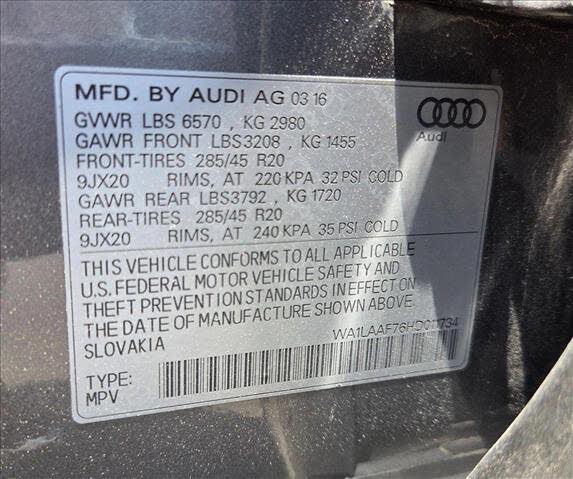 MFD. BY AUDI AG 03 16
GVWR LBS 6570 , KG 2980
GAWR FRONT LBS3208 , KG 1455
FRONT-TIRES 285/45 R20
9JX20 RIMS, AT 220 KPA 32 PSI COLD
GAWR REAR LBS3792 , KG 1720
REAR-TIRES 285/45 R20
9JX20 RIMS, AT 240 KPA 35 PSI COLD
Audi
THIS VEHICLE CONFORMS TO ALL APPLICABLE
U.S. FEDERAL MOTOR VEHICLE SAFETY AND
THEFT PREVENTION STANDARDS IN EFFECT ON
THE DATE OF MANUFACTURE SHOWN ABOVE.
SLOVAKIA
WA1LAAF76HD011734
TYPE:
MPV